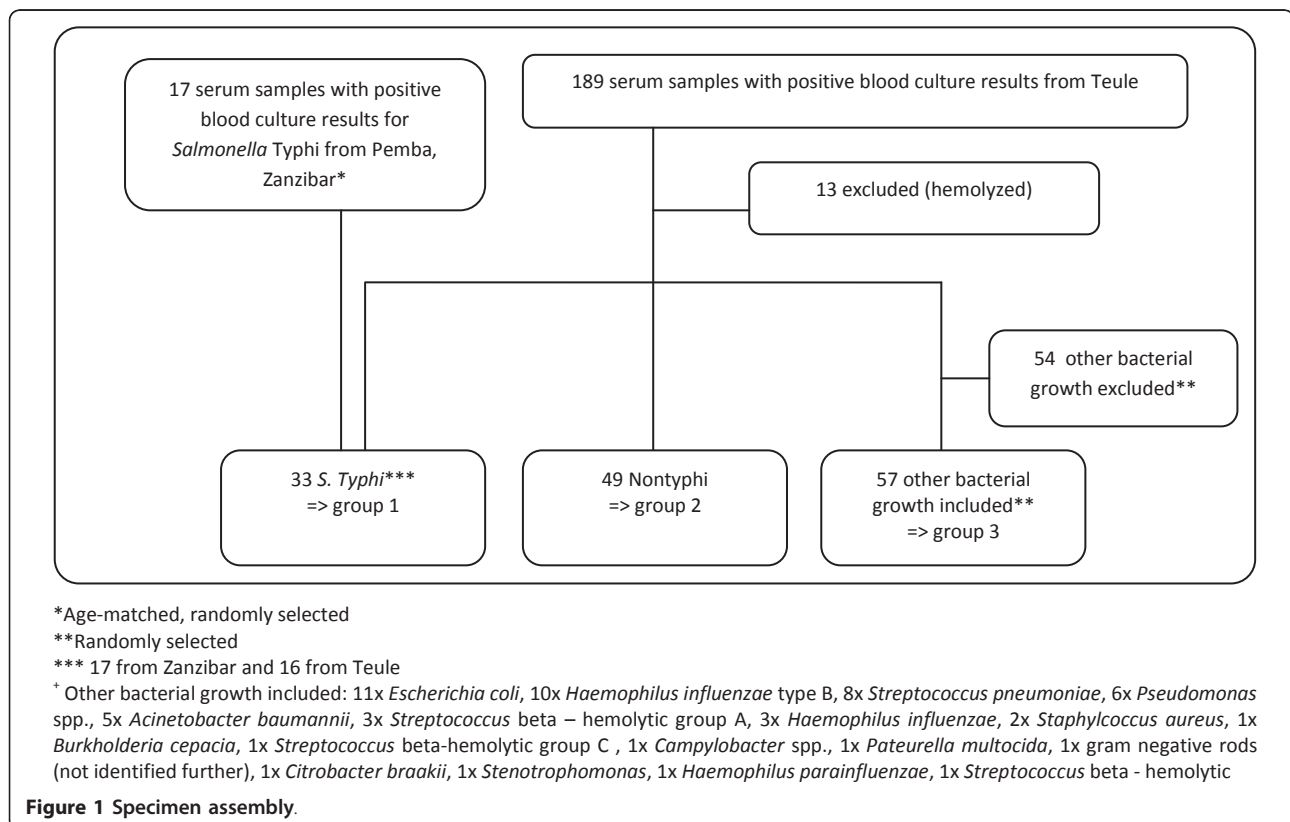 17 serum samples with positive
blood culture results for
Salmonella Typhi from Pemba,
Zanzibar*
189 serum samples with positive blood culture results from Teule
13 excluded (hemolyzed)
54 other bacterial
growth excluded**
33 S. Typhi***
=> group 1
49 Nontyphi
=> group 2
57 other bacterial
growth included**
=> group 3
*Age-matched, randomly selected
**Randomly selected
*** 17 from Zanzibar and 16 from Teule
+ Other bacterial growth included: 11x Escherichia coli, 10x Haemophilus influenzae type B, 8x Streptococcus pneumoniae, 6x Pseudomonas
spp., 5x Acinetobacter baumannii, 3x Streptococcus beta – hemolytic group A, 3x Haemophilus influenzae, 2x Staphylcoccus aureus, 1x
Burkholderia cepacia, 1x Streptococcus beta-hemolytic group C , 1x Campylobacter spp., 1x Pateurella multocida, 1x gram negative rods
(not identified further), 1x Citrobacter braakii, 1x Stenotrophomonas, 1x Haemophilus parainfluenzae, 1x Streptococcus beta - hemolytic
Figure 1 Specimen assembly.